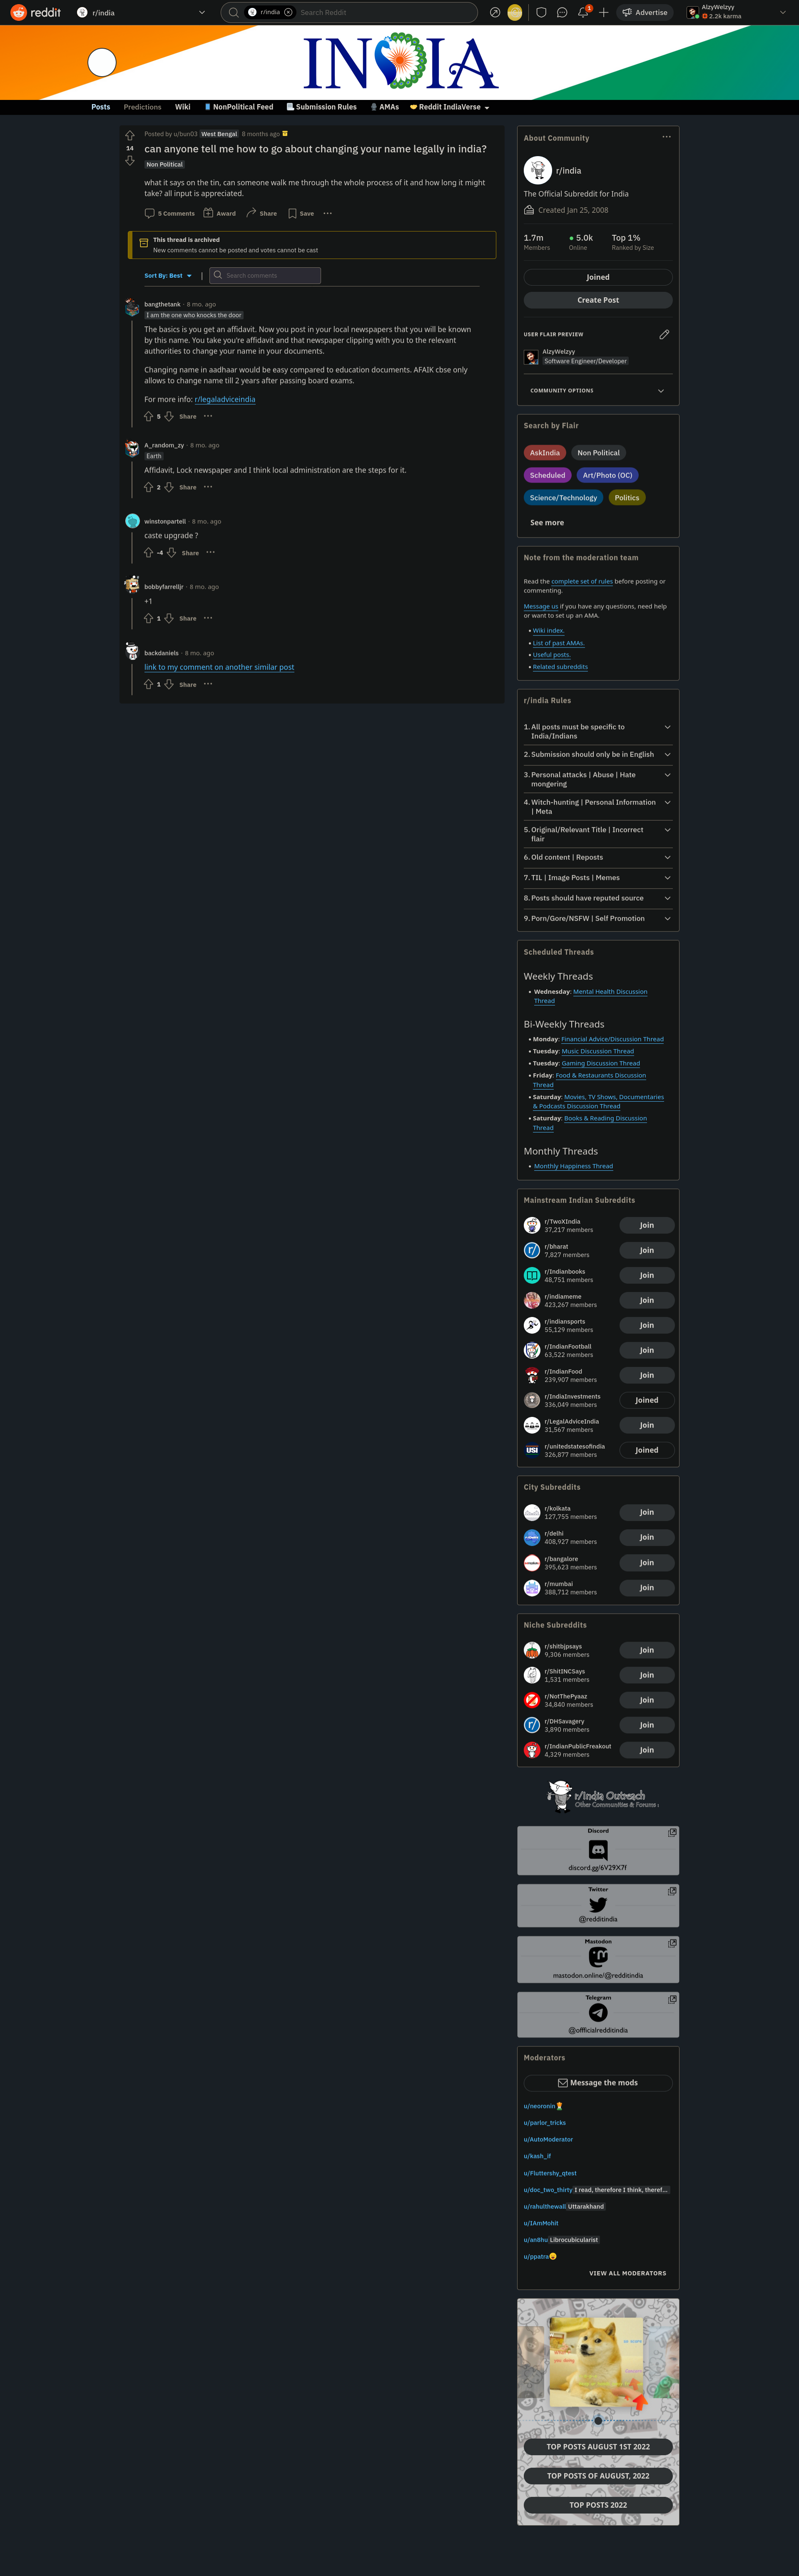 reddit
r/india
r/india
Search Reddit
1
Advertise
AlzyWelzyy
2.2k karma
INDIA
Posts
Predictions
Wiki
NonPolitical Feed
Submission Rules
AMAs
Reddit IndiaVerse
14
Posted by u/bun03 West Bengal 8 months ago
can anyone tell me how to go about changing your name legally in india?
Non Political
what it says on the tin, can someone walk me through the whole process of it and how long it might
take? all input is appreciated.
5 Comments
Award
Share
Save
This thread is archived
New comments cannot be posted and votes cannot be cast
Sort By: Best
Search comments
bangthetank · 8 mo. ago
I am the one who knocks the door
The basics is you get an affidavit. Now you post in your local newspapers that you will be known
by this name. You take you're affidavit and that newspaper clipping with you to the relevant
authorities to change your name in your documents.
Changing name in aadhaar would be easy compared to education documents. AFAIK cbse only
allows to change name till 2 years after passing board exams.
For more info: r/legaladviceindia
5 Share
A_random_zy · 8 mo. ago
Earth
Affidavit, Lock newspaper and I think local administration are the steps for it.
2 Share
winstonpartell · 8 mo. ago
caste upgrade ?
-4 Share
bobbyfarrelljr · 8 mo. ago
+1
1 Share
backdaniels · 8 mo. ago
link to my comment on another similar post
1 Share
About Community
r/india
The Official Subreddit for India
Created Jan 25, 2008
1.7m
5.0k
Top 1%
Members
Online
Ranked by Size
Joined
Create Post
USER FLAIR PREVIEW
AlzyWelzyy
Software Engineer/Developer
COMMUNITY OPTIONS
Search by Flair
AskIndia
Non Political
Scheduled
Art/Photo (OC)
Science/Technology
Politics
See more
Note from the moderation team
Read the complete set of rules before posting or
commenting.
Message us if you have any questions, need help
or want to set up an AMA.
Wiki index.
List of past AMAs.
Useful posts.
Related subreddits
r/india Rules
1. All posts must be specific to
India/Indians
2. Submission should only be in English
3. Personal attacks | Abuse | Hate
mongering
4. Witch-hunting | Personal Information
| Meta
5. Original/Relevant Title | Incorrect
flair
6. Old content | Reposts
7. TIL | Image Posts | Memes
8. Posts should have reputed source
9. Porn/Gore/NSFW | Self Promotion
Scheduled Threads
Weekly Threads
Wednesday: Mental Health Discussion
Thread
Bi-Weekly Threads
Monday: Financial Advice/Discussion Thread
Tuesday: Music Discussion Thread
Tuesday: Gaming Discussion Thread
Friday: Food & Restaurants Discussion
Thread
Saturday: Movies, TV Shows, Documentaries
& Podcasts Discussion Thread
Saturday: Books & Reading Discussion
Thread
Monthly Threads
Monthly Happiness Thread
Mainstream Indian Subreddits
r/TwoXIndia
37,217 members
Join
r/bharat
7,827 members
Join
r/Indianbooks
48,751 members
Join
r/indiameme
423,267 members
Join
r/indiansports
55,129 members
Join
r/IndianFootball
63,522 members
Join
r/IndianFood
239,907 members
Join
r/IndiaInvestments
336,049 members
Joined
r/LegalAdviceIndia
31,567 members
Join
USI
r/unitedstatesofindia
326,877 members
Joined
City Subreddits
r/kolkata
127,755 members
Join
r/delhi
408,927 members
Join
r/bangalore
395,623 members
Join
r/mumbai
388,712 members
Join
Niche Subreddits
r/shitbjpsays
9,306 members
Join
r/ShitINCSays
1,531 members
Join
r/NotThePyaaz
34,840 members
Join
r/DHSavagery
3,890 members
Join
r/IndianPublicFreakout
4,329 members
Join
r/India Outreach
Other Communities & Forums
Discord
discord.gg/6V29X7f
Twitter
@redditindia
Mastodon
mastodon.online/@redditindia
Telegram
@offficialredditindia
Moderators
Message the mods
u/neoronin
u/parlor_tricks
u/AutoModerator
u/kash_if
u/Fluttershy_qtest
u/doc_two_thirty I read, therefore I think, theref...
u/rahulthewall Uttarakhand
u/IAmMohit
u/an8hu Librocubicularist
u/ppatra
VIEW ALL MODERATORS
TOP POSTS AUGUST 1ST 2022
TOP POSTS OF AUGUST, 2022
TOP POSTS 2022